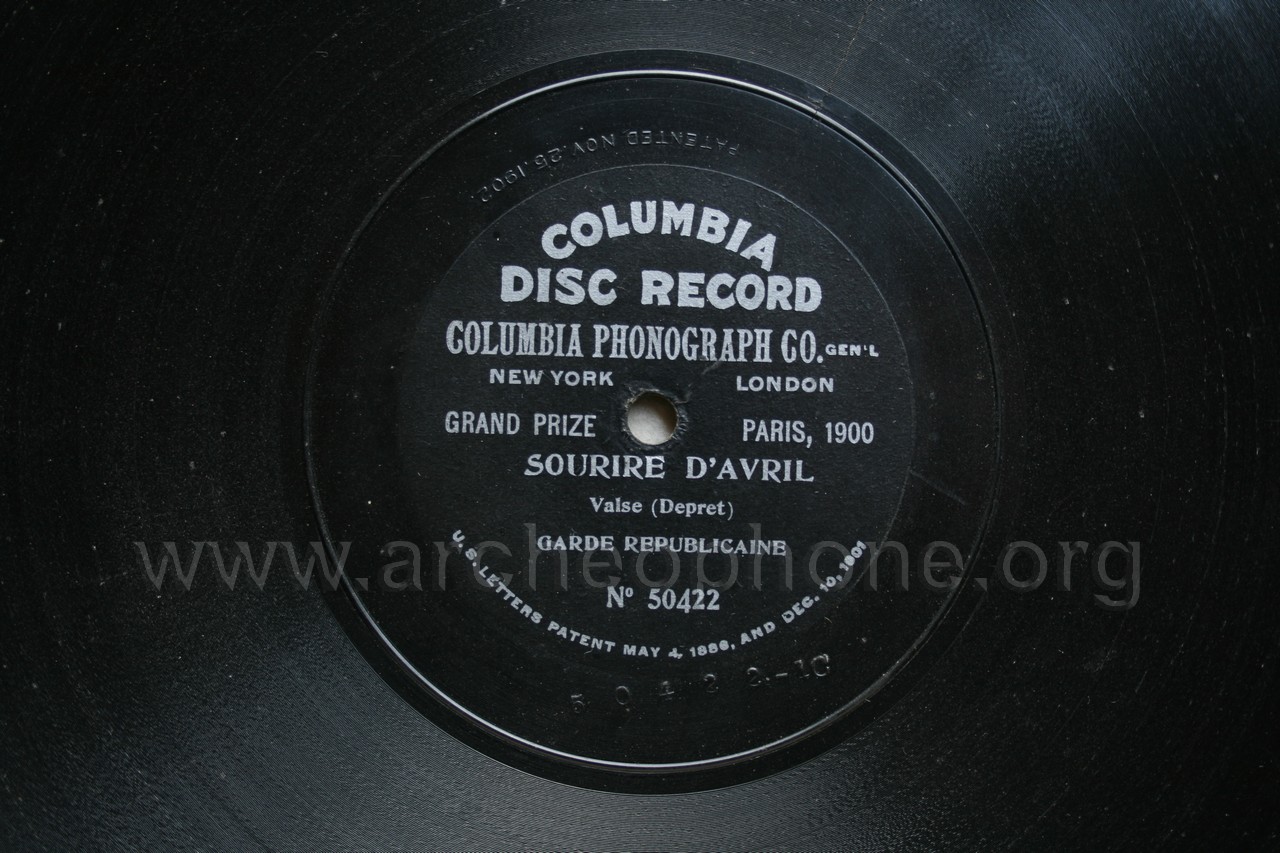 PATENTED NOV. 25. 1902
COLUMBIA
DISC RECORD
COLUMBIA PHONOGRAPH CO. GEN'L
NEW YORK LONDON
GRAND PRIZE PARIS, 1900
SOURIRE D'AVRIL
Valse (Depret)
GARDE REPUBLICAINE
www.archeophone.org
Nº 50422
U.S. LETTERS PATENT MAY 4, 1886, AND DEC. 10, 1901
50422-1C